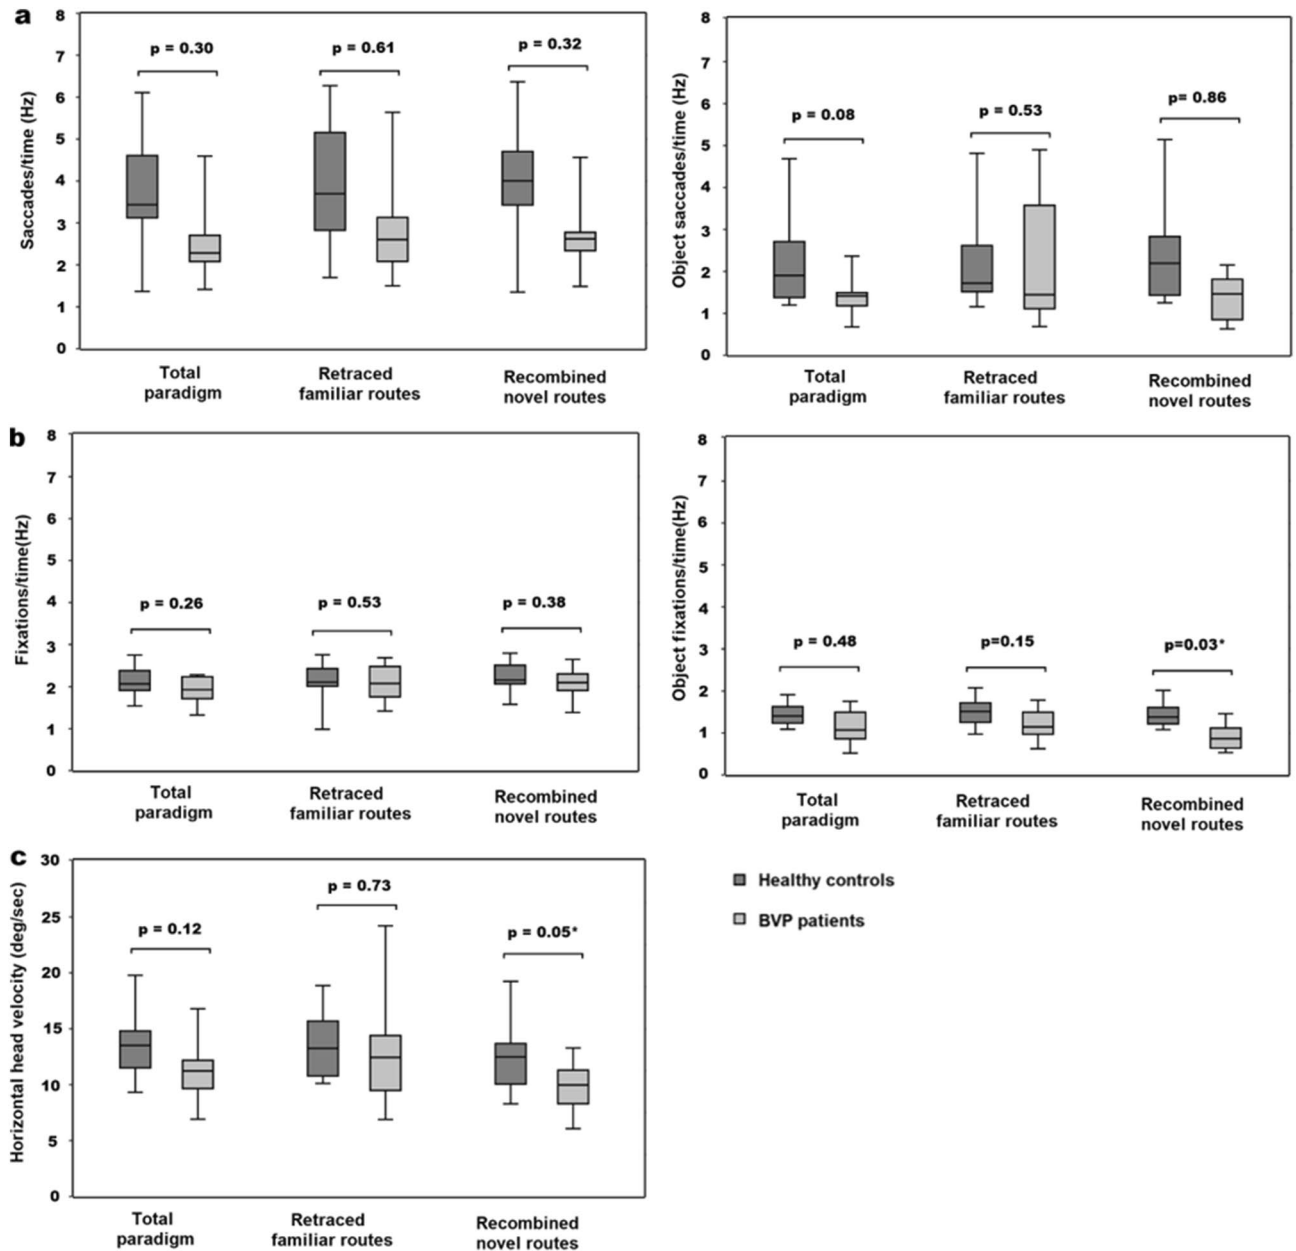 a
Saccades/time (Hz)
8
7
6
5
4
3
2
1
0
p = 0.30
p = 0.61
p = 0.32
Total
paradigm
Retraced
familiar routes
Recombined
novel routes
Object saccades/time (Hz)
8
7
6
5
4
3
2
1
0
p = 0.08
p = 0.53
p= 0.86
Total
paradigm
Retraced
familiar routes
Recombined
novel routes
b
Fixations/time(Hz)
8
7
6
5
4
3
2
1
0
p = 0.26
p = 0.53
p = 0.38
Total
paradigm
Retraced
familiar routes
Recombined
novel routes
Object fixations/time(Hz)
8
7
6
5
4
3
2
1
0
p = 0.48
p=0.15
p=0.03*
Total
paradigm
Retraced
familiar routes
Recombined
novel routes
c
Horizontal head velocity (deg/sec)
30
25
20
15
10
5
0
p = 0.12
p = 0.73
p = 0.05*
Total
paradigm
Retraced
familiar routes
Recombined
novel routes
Healthy controls
BVP patients